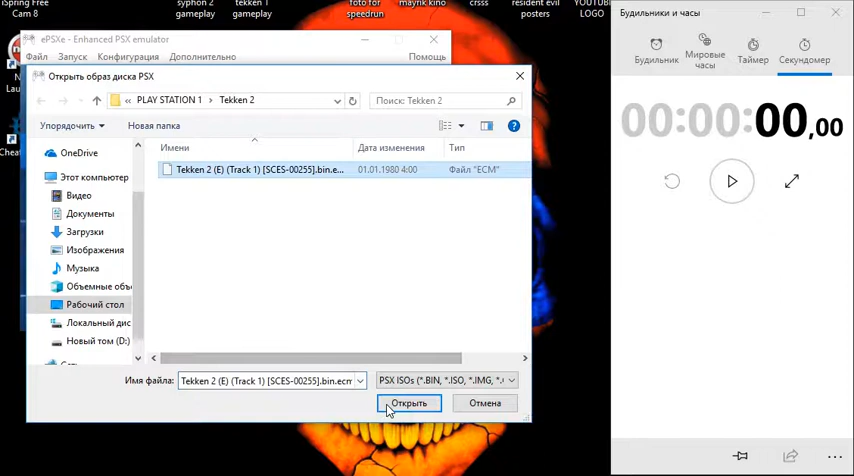 iSpring Free
Cam 8
syphon 2
gameplay
tekken 1
gameplay
foto for
speedrun
mayrik kino
crsss
resident evil
posters
LOGO
ePSXe - Enhanced PSX emulator
Файл Запуск Конфигурация Дополнительно Помощь
Открыть образ диска PSX
« PLAY STATION 1 › Tekken 2
Поиск: Tekken 2
Упорядочить Новая папка
Имени Дата изменения Тип
Tekken 2 (E) (Track 1) [SCES-00255].bin.e... 01.01.1980 4:00 Файл "ECM"
OneDrive
Этот компьютер
Видео
Документы
Загрузки
Изображения
Музыка
Объемные объе
Рабочий стол
Локальный дис
Новый том (D:)
Имя файла: Tekken 2 (E) (Track 1) [SCES-00255].bin.ecm
PSX ISOs (*.BIN, *.ISO, *.IMG, *.
Открыть Отмена
Будильники и часы
Будильник
Мировые
часы
Таймер
Секундомер
00:00:00,00